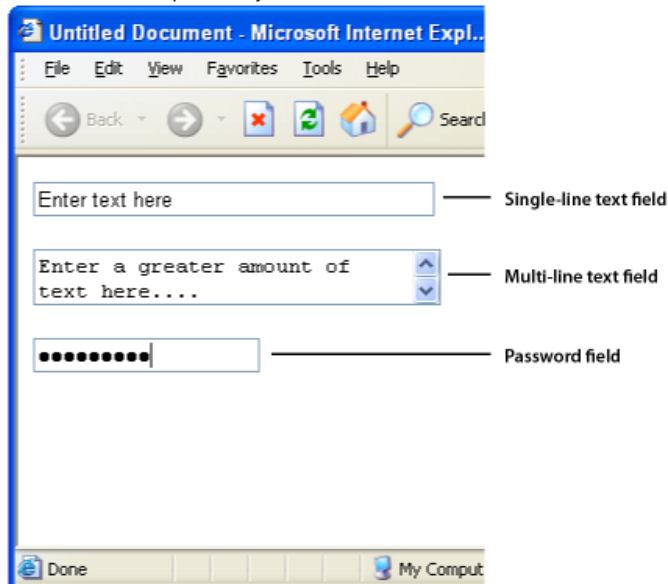 Untitled Document - Microsoft Internet Expl...
File Edit View Favorites Tools Help
Back Search
Enter text here
Single-line text field
Enter a greater amount of
text here....
Multi-line text field
Password field
Done My Comput